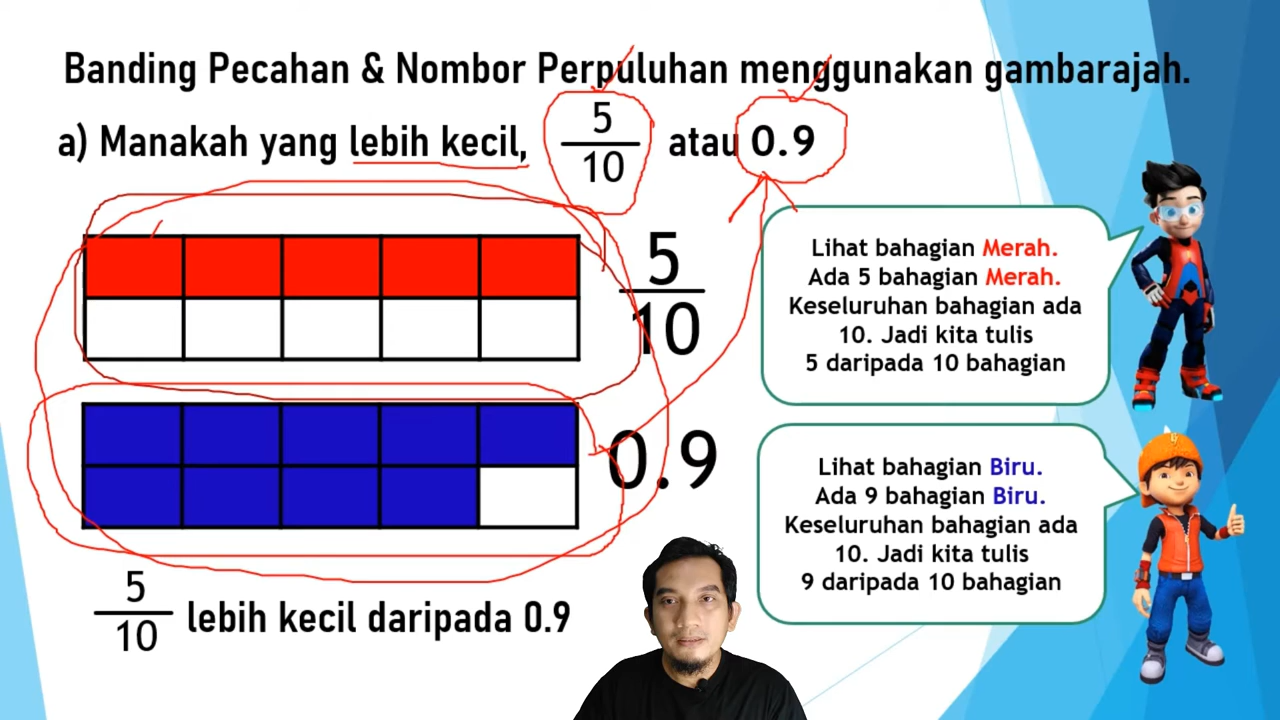 Banding Pecahan & Nombor Perpuluhan menggunakan gambarajah.
a) Manakah yang lebih kecil, 5/10 atau 0.9
5/10
Lihat bahagian Merah.
Ada 5 bahagian Merah.
Keseluruhan bahagian ada
10. Jadi kita tulis
5 daripada 10 bahagian
0.9
Lihat bahagian Biru.
Ada 9 bahagian Biru.
Keseluruhan bahagian ada
10. Jadi kita tulis
9 daripada 10 bahagian
5/10 lebih kecil daripada 0.9